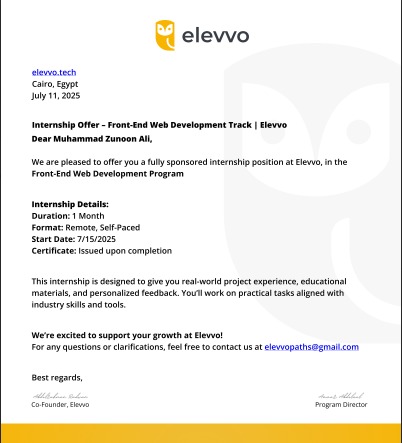 elevvo
elevvo.tech
Cairo, Egypt
July 11, 2025
Internship Offer – Front-End Web Development Track | Elevvo
Dear Muhammad Zunoon Ali,
We are pleased to offer you a fully sponsored internship position at Elevvo, in the
Front-End Web Development Program
Internship Details:
Duration: 1 Month
Format: Remote, Self-Paced
Start Date: 7/15/2025
Certificate: Issued upon completion
This internship is designed to give you real-world project experience, educational
materials, and personalized feedback. You’ll work on practical tasks aligned with
industry skills and tools.
We’re excited to support your growth at Elevvo!
For any questions or clarifications, feel free to contact us at elevvopaths@gmail.com
Best regards,
Co-Founder, Elevvo
Program Director